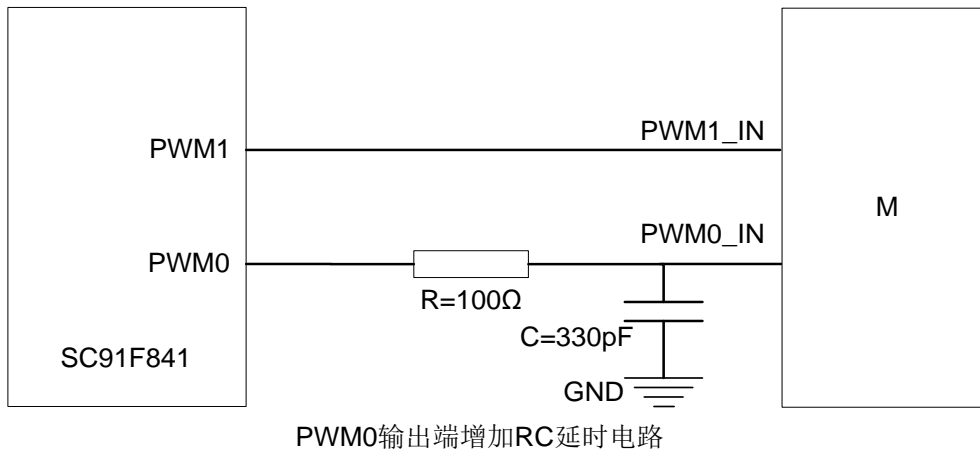 PWM1
PWM1_IN
M
PWM0
PWM0_IN
R=100Ω
C=330pF
SC91F841
GND
PWM0输出端增加RC延时电路